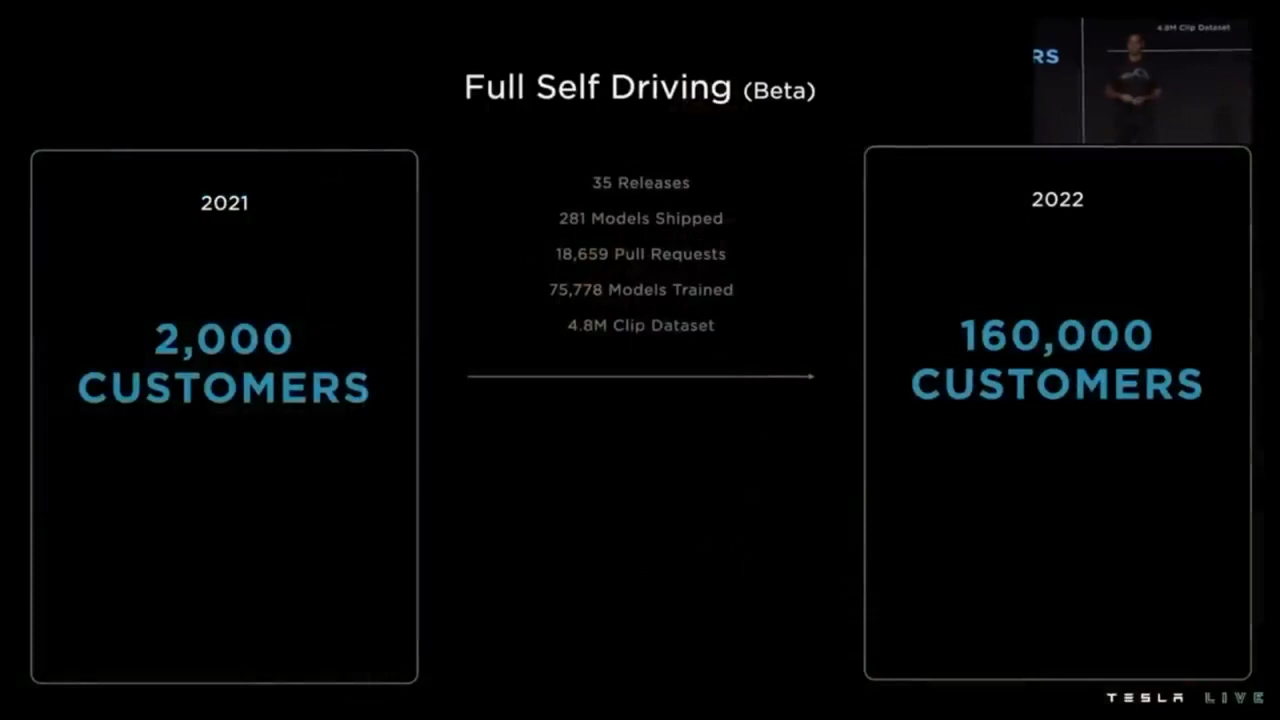 4.8M Clip Dataset
RS
Full Self Driving (Beta)
2021
2,000
CUSTOMERS
35 Releases
281 Models Shipped
18,659 Pull Requests
75,778 Models Trained
4.8M Clip Dataset
2022
160,000
CUSTOMERS
TESLA LIVE